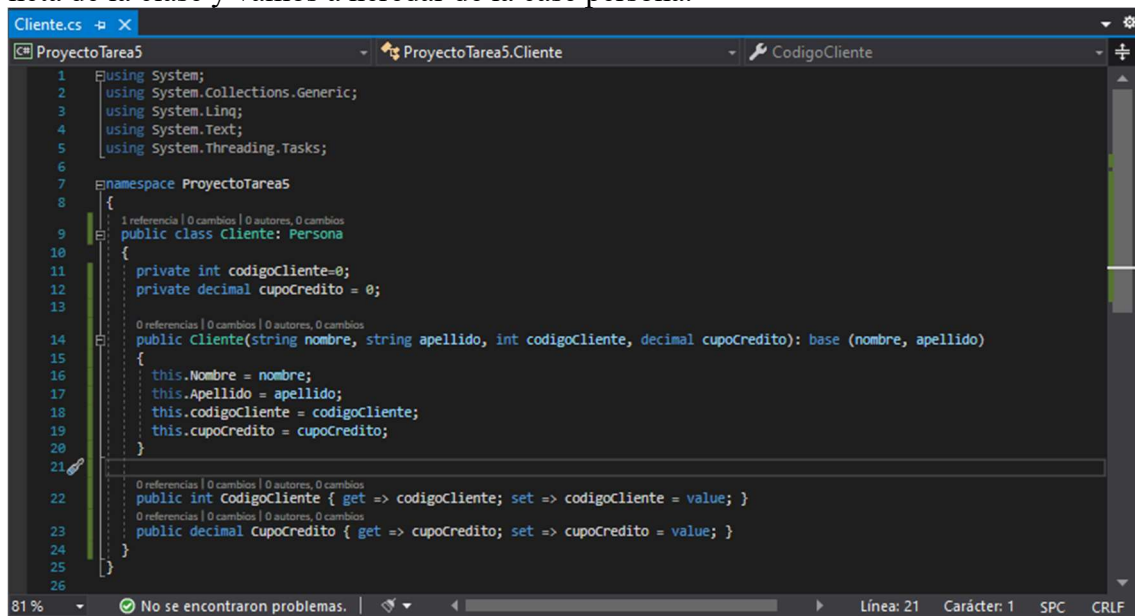 Cliente.cs
ProyectoTarea5 ProyectoTarea5.Cliente CodigoCliente
1 using System;
2 using System.Collections.Generic;
3 using System.Linq;
4 using System.Text;
5 using System.Threading.Tasks;
6
7 namespace ProyectoTarea5
8 {
1 referencia | 0 cambios | 0 autores, 0 cambios
9 public class Cliente: Persona
10 {
11 private int codigoCliente=0;
12 private decimal cupoCredito = 0;
13
0 referencias | 0 cambios | 0 autores, 0 cambios
14 public Cliente(string nombre, string apellido, int codigoCliente, decimal cupoCredito): base (nombre, apellido)
15 {
16 this.Nombre = nombre;
17 this.Apellido = apellido;
18 this.codigoCliente = codigoCliente;
19 this.cupoCredito = cupoCredito;
20 }
21
0 referencias | 0 cambios | 0 autores, 0 cambios
22 public int CodigoCliente { get => codigoCliente; set => codigoCliente = value; }
0 referencias | 0 cambios | 0 autores, 0 cambios
23 public decimal CupoCredito { get => cupoCredito; set => cupoCredito = value; }
24 }
25 }
26
81 % No se encontraron problemas. Línea: 21 Carácter: 1 SPC CRLF